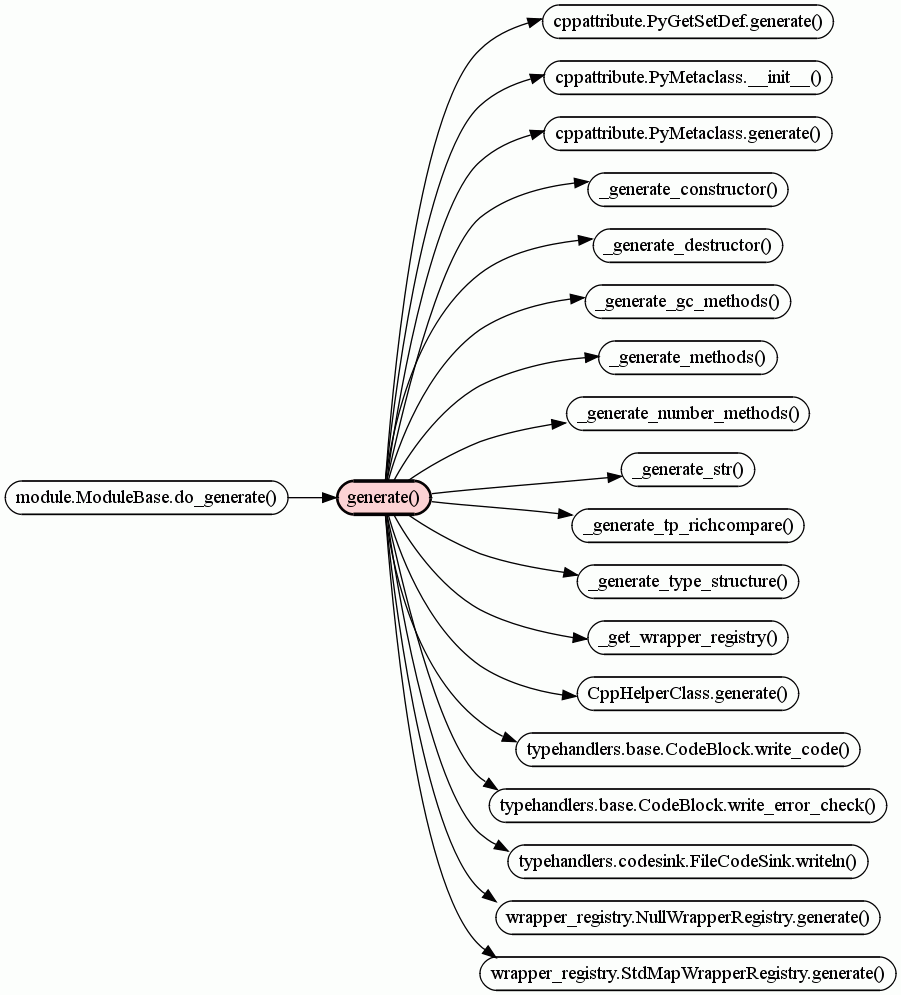 cppattribute.PyGetSetDef.generate()
cppattribute.PyMetaclass.__init__()
cppattribute.PyMetaclass.generate()
_generate_constructor()
_generate_destructor()
_generate_gc_methods()
_generate_methods()
_generate_number_methods()
_generate_str()
module.ModuleBase.do_generate()
generate()
_generate_tp_richcompare()
_generate_type_structure()
_get_wrapper_registry()
CppHelperClass.generate()
typehandlers.base.CodeBlock.write_code()
typehandlers.base.CodeBlock.write_error_check()
typehandlers.codesink.FileCodeSink.writeln()
wrapper_registry.NullWrapperRegistry.generate()
wrapper_registry.StdMapWrapperRegistry.generate()